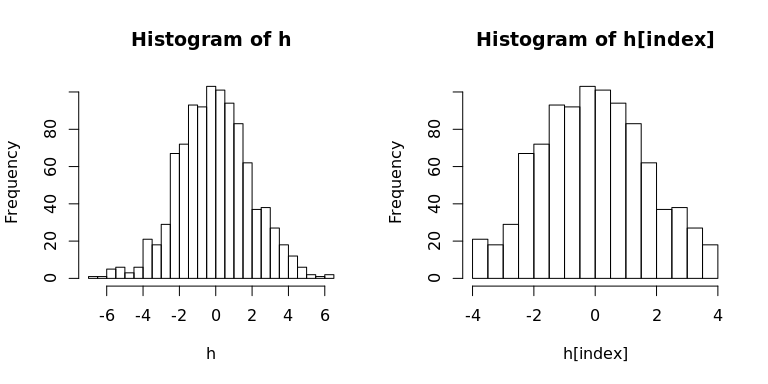 Histogram of h
Frequency
0 20 40 60 80
-6 -4 -2 0 2 4 6
h
Histogram of h[index]
Frequency
0 20 40 60 80
-4 -2 0 2 4
h[index]